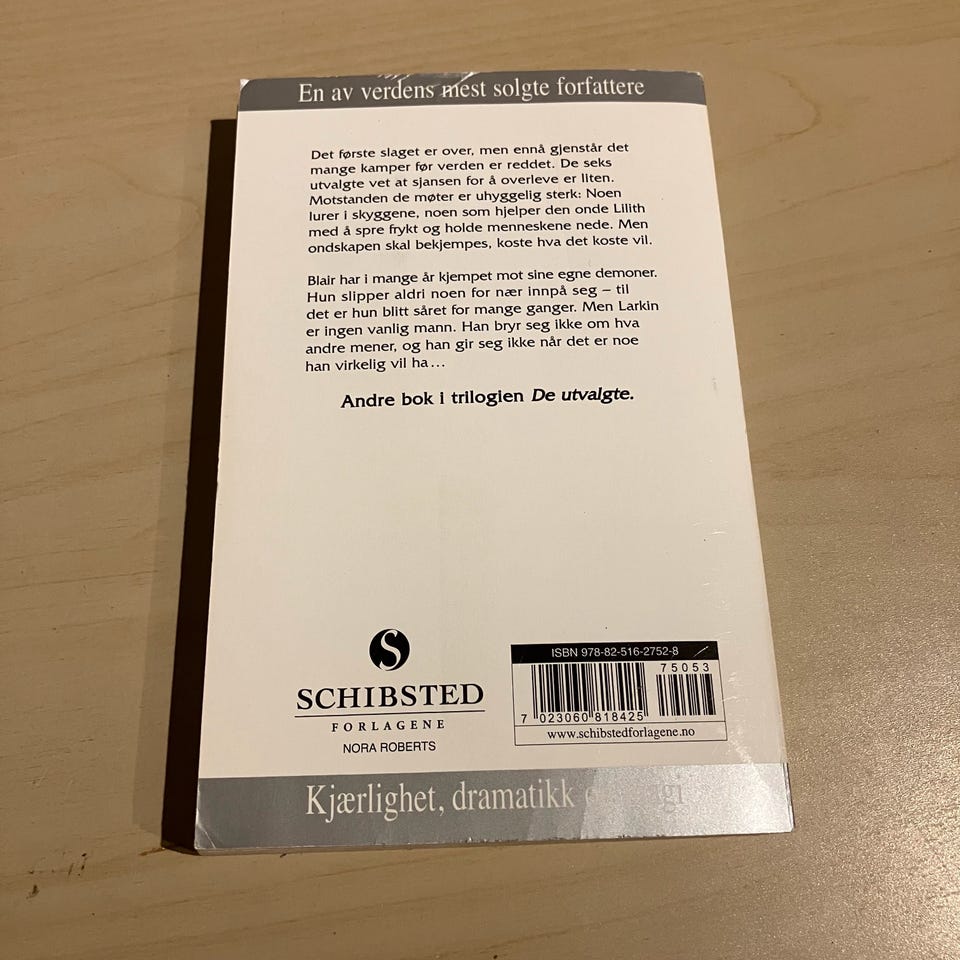 En av verdens mest solgte forfattere
Det første slaget er over, men ennå gjenstår det
mange kamper før verden er reddet. De seks
utvalgte vet at sjansen for å overleve er liten.
Motstanden de møter er uhyggelig sterk: Noen
lurer i skyggene, noen som hjelper den onde Lilith
med å spre frykt og holde menneskene nede. Men
ondskapen skal bekjempes, koste hva det koste vil.
Blair har i mange år kjempet mot sine egne demoner.
Hun slipper aldri noen for nær innpå seg – til
det er hun blitt såret for mange ganger. Men Larkin
er ingen vanlig mann. Han bryr seg ikke om hva
andre mener, og han gir seg ikke når det er noe
han virkelig vil ha...
Andre bok i trilogien De utvalgte.
S
SCHIBSTED
FORLAGENE
NORA ROBERTS
ISBN 978-82-516-2752-8
75053
7 023060 818425
www.schibstedforlagene.no
Kjærlighet, dramatikk